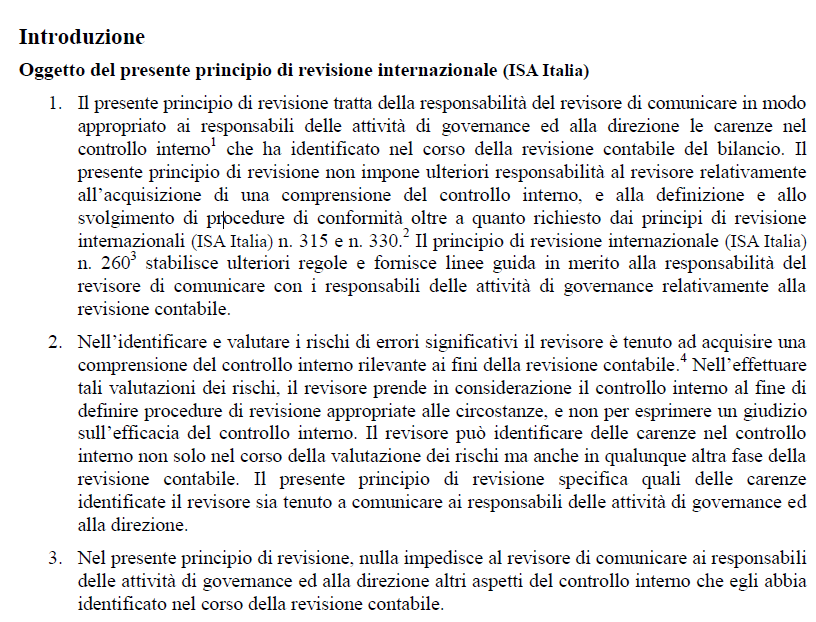 Introduzione
Oggetto del presente principio di revisione internazionale (ISA Italia)
1. Il presente principio di revisione tratta della responsabilità del revisore di comunicare in modo
appropriato ai responsabili delle attività di governance ed alla direzione le carenze nel
controllo interno1 che ha identificato nel corso della revisione contabile del bilancio. Il
presente principio di revisione non impone ulteriori responsabilità al revisore relativamente
all'acquisizione di una comprensione del controllo interno, e alla definizione e allo
svolgimento di procedure di conformità oltre a quanto richiesto dai principi di revisione
internazionali (ISA Italia) n. 315 e n. 330.2 Il principio di revisione internazionale (ISA Italia)
n. 2603 stabilisce ulteriori regole e fornisce linee guida in merito alla responsabilità del
revisore di comunicare con i responsabili delle attività di governance relativamente alla
revisione contabile.
2. Nell'identificare e valutare i rischi di errori significativi il revisore è tenuto ad acquisire una
comprensione del controllo interno rilevante ai fini della revisione contabile.4 Nell'effettuare
tali valutazioni dei rischi, il revisore prende in considerazione il controllo interno al fine di
definire procedure di revisione appropriate alle circostanze, e non per esprimere un giudizio
sull'efficacia del controllo interno. Il revisore può identificare delle carenze nel controllo
interno non solo nel corso della valutazione dei rischi ma anche in qualunque altra fase della
revisione contabile. Il presente principio di revisione specifica quali delle carenze
identificate il revisore sia tenuto a comunicare ai responsabili delle attività di governance ed
alla direzione.
3. Nel presente principio di revisione, nulla impedisce al revisore di comunicare ai responsabili
delle attività di governance ed alla direzione altri aspetti del controllo interno che egli abbia
identificato nel corso della revisione contabile.